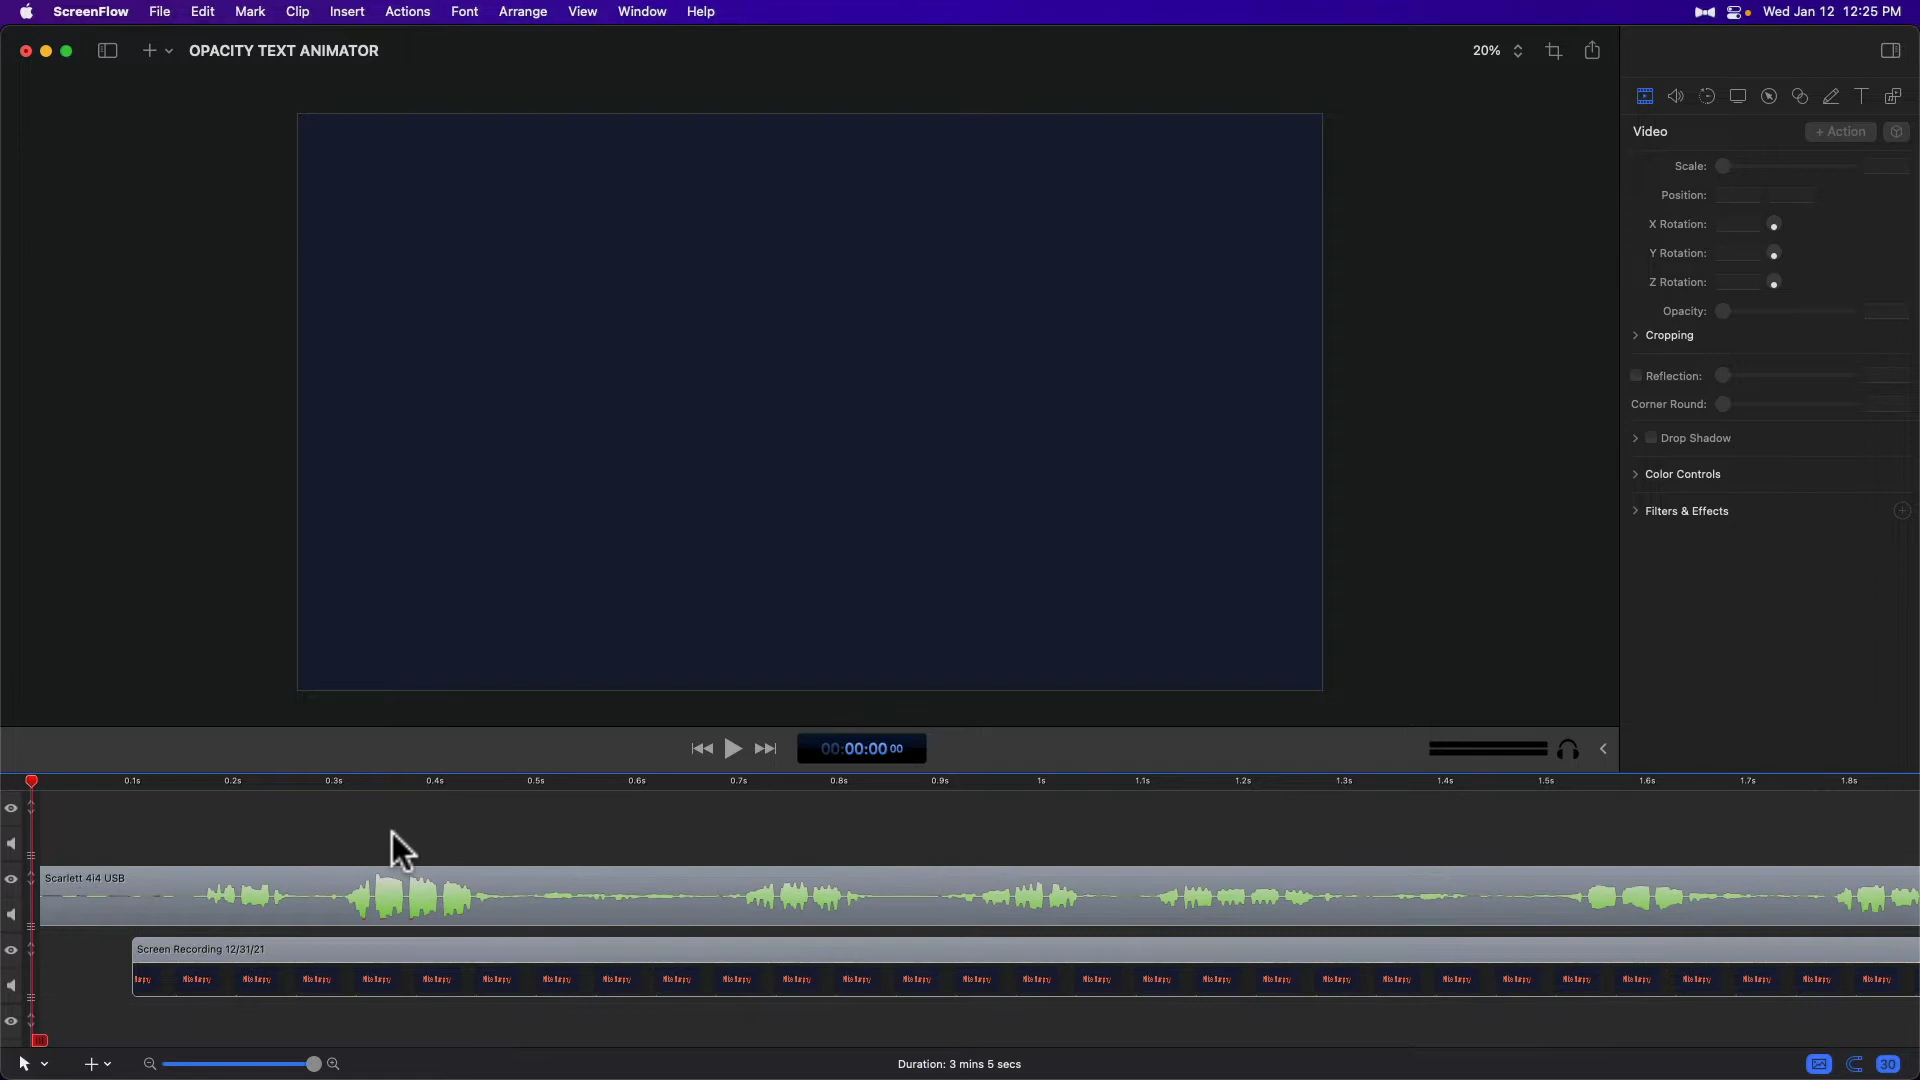 ScreenFlow File Edit Mark Clip Insert Actions Font Arrange View Window Help Wed Jan 12 12:25 PM
OPACITY TEXT ANIMATOR 20%
Video + Action
Scale:
Position:
X Rotation:
Y Rotation:
Z Rotation:
Opacity:
Cropping
Reflection:
Corner Round:
Drop Shadow
Color Controls
Filters & Effects
00:00:00 00
0.1s 0.2s 0.3s 0.4s 0.5s 0.6s 0.7s 0.8s 0.9s 1s 1.1s 1.2s 1.3s 1.4s 1.5s 1.6s 1.7s 1.8s
Scarlett 4i4 USB
Screen Recording 12/31/21
Duration: 3 mins 5 secs
30